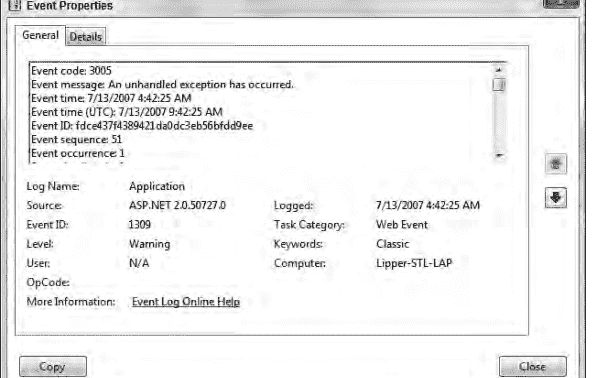 Event Properties
General Details
Event code: 3005
Event message: An unhandled exception has occurred.
Event time: 7/13/2007 4:42:25 AM
Event time (UTC): 7/13/2007 9:42:25 AM
Event ID: fdce437f4389421da0dc3eb56bfdd9ee
Event sequence: 51
Event occurrence: 1
Log Name: Application
Source: ASP.NET 2.0.50727.0 Logged: 7/13/2007 4:42:25 AM
Event ID: 1309 Task Category: Web Event
Level: Warning Keywords: Classic
User: N/A Computer: Lipper-STL-LAP
OpCode:
More Information: Event Log Online Help
Copy Close